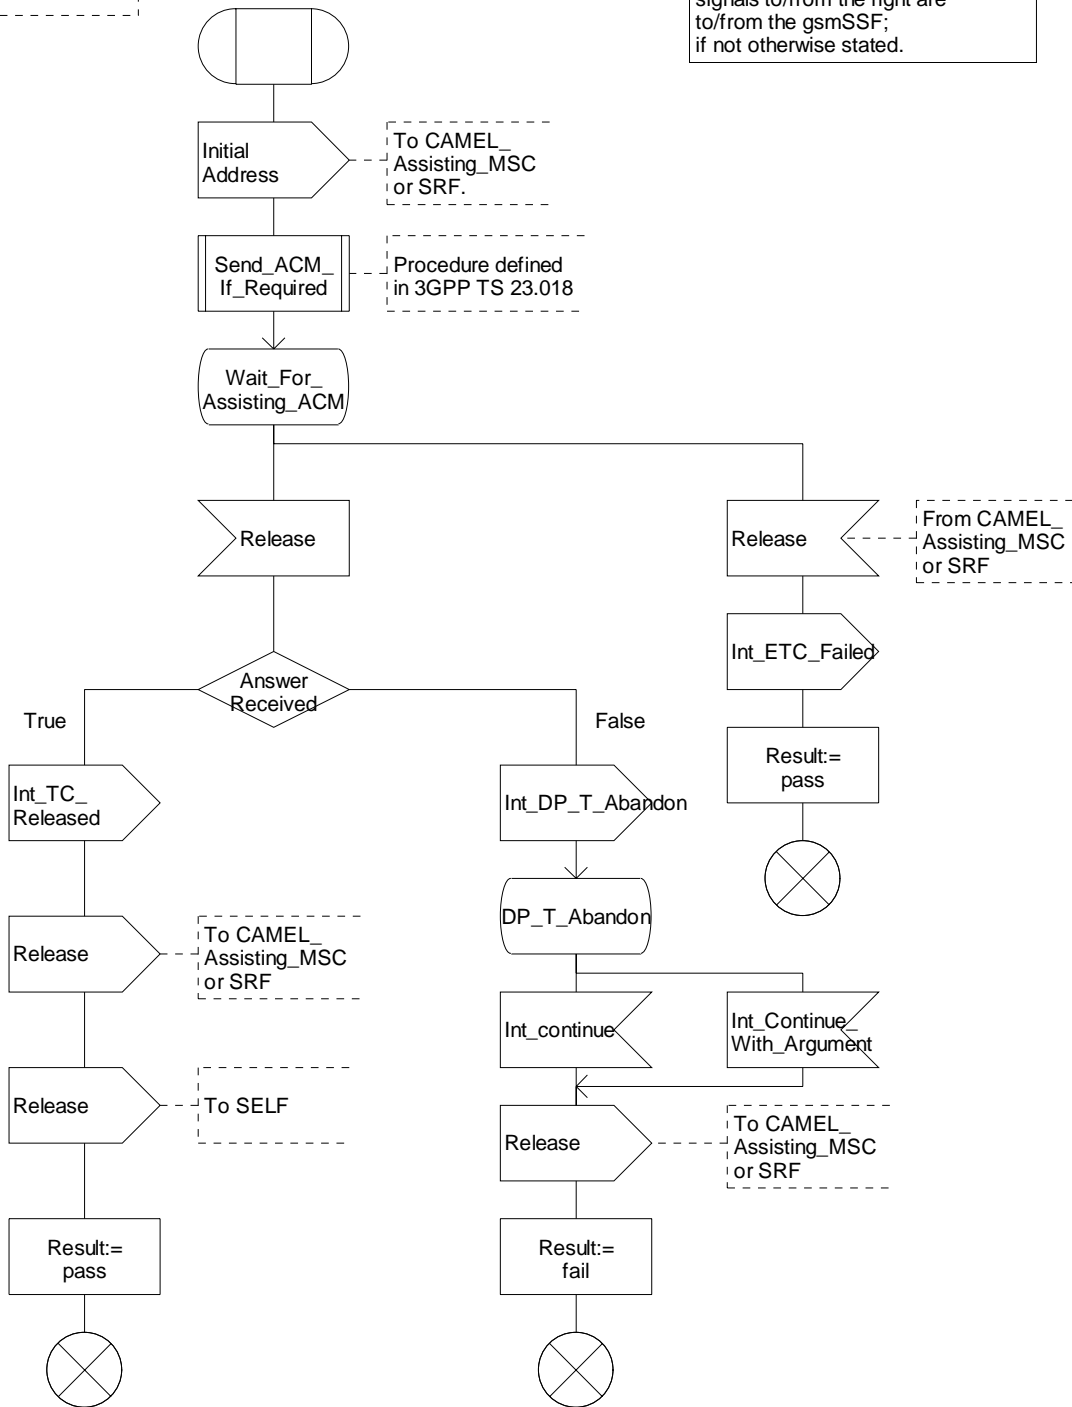 signals to/from the right are
to/from the gsmSSF;
if not otherwise stated.
Initial
Address
To CAMEL_
Assisting_MSC
or SRF.
Send_ACM_
If_Required
Procedure defined
in 3GPP TS 23.018
Wait_For_
Assisting_ACM
Release
Release
From CAMEL_
Assisting_MSC
or SRF
Int_ETC_Failed
Answer
Received
True
False
Result:=
pass
Int_TC_
Released
Int_DP_T_Abandon
DP_T_Abandon
Release
To CAMEL_
Assisting_MSC
or SRF
Int_continue
Int_Continue_
With_Argument
Release
To SELF
Release
To CAMEL_
Assisting_MSC
or SRF
Result:=
pass
Result:=
fail